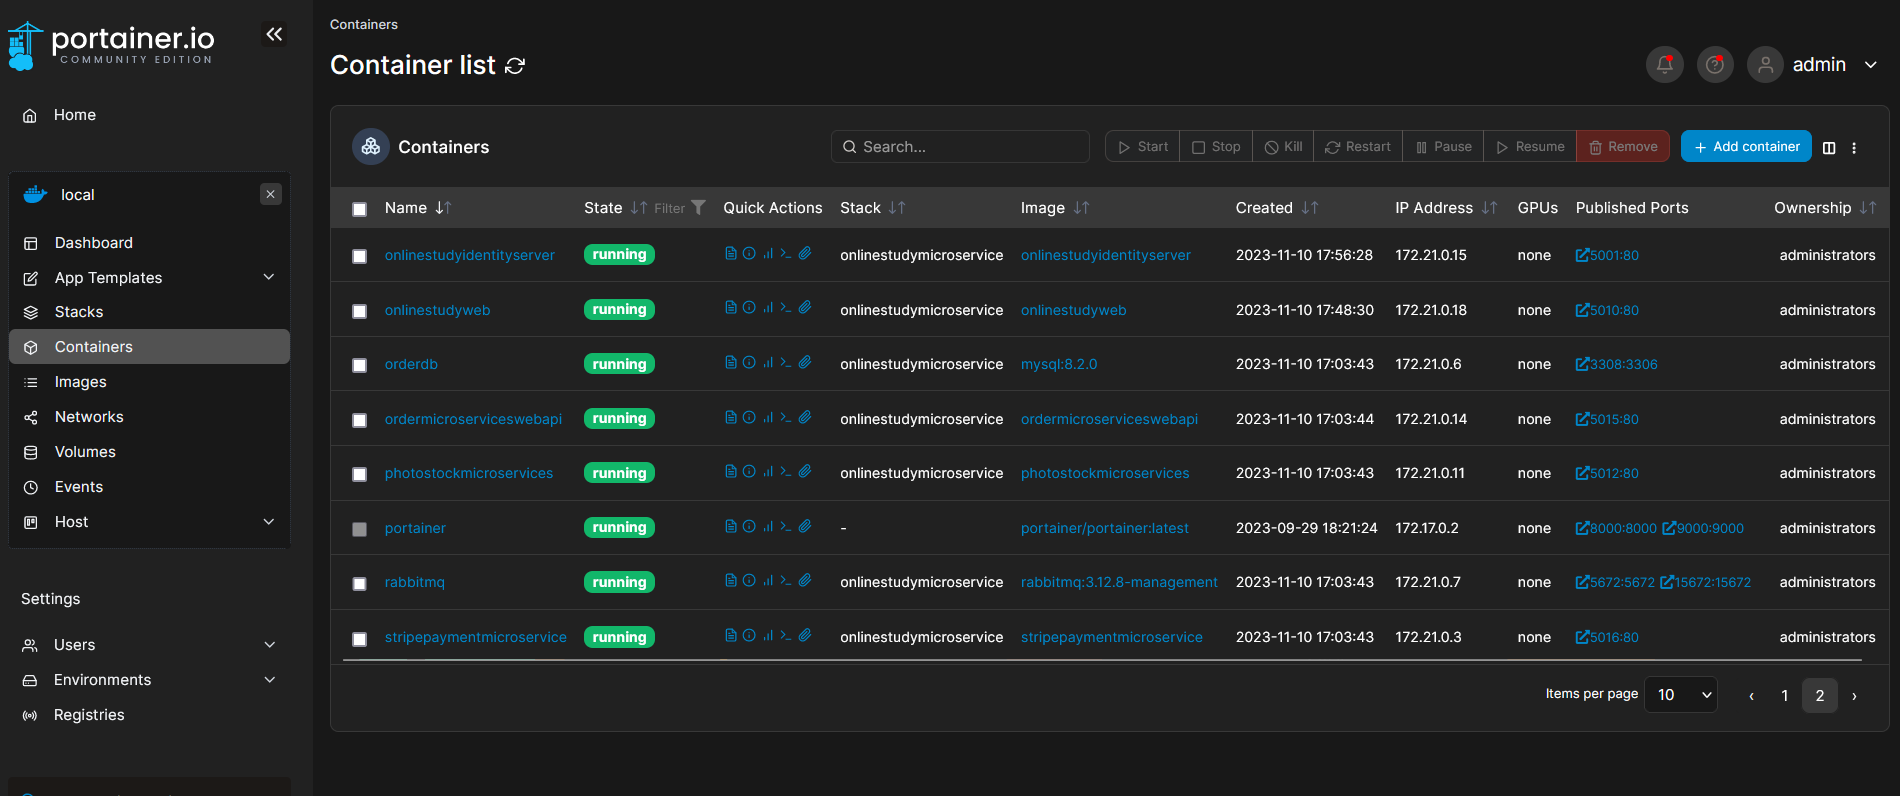 portainer.io
COMMUNITY EDITION
Home
local
Dashboard
App Templates
Stacks
Containers
Images
Networks
Volumes
Events
Host
Settings
Users
Environments
Registries
Containers
Container list
admin
Containers
Search...
Start Stop Kill Restart Pause Resume Remove
+ Add container
Name State Filter Quick Actions Stack Image Created IP Address GPUs Published Ports Ownership
onlinestudyidentityserver running onlinestudymicroservice onlinestudyidentityserver 2023-11-10 17:56:28 172.21.0.15 none 5001:80 administrators
onlinestudyweb running onlinestudymicroservice onlinestudyweb 2023-11-10 17:48:30 172.21.0.18 none 5010:80 administrators
orderdb running onlinestudymicroservice mysql:8.2.0 2023-11-10 17:03:43 172.21.0.6 none 3308:3306 administrators
ordermicroserviceswebapi running onlinestudymicroservice ordermicroserviceswebapi 2023-11-10 17:03:44 172.21.0.14 none 5015:80 administrators
photostockmicroservices running onlinestudymicroservice photostockmicroservices 2023-11-10 17:03:43 172.21.0.11 none 5012:80 administrators
portainer running - portainer/portainer:latest 2023-09-29 18:21:24 172.17.0.2 none 8000:8000 9000:9000 administrators
rabbitmq running onlinestudymicroservice rabbitmq:3.12.8-management 2023-11-10 17:03:43 172.21.0.7 none 5672:5672 15672:15672 administrators
stripepaymentmicroservice running onlinestudymicroservice stripepaymentmicroservice 2023-11-10 17:03:43 172.21.0.3 none 5016:80 administrators
Items per page 10 ‹ 1 2 ›